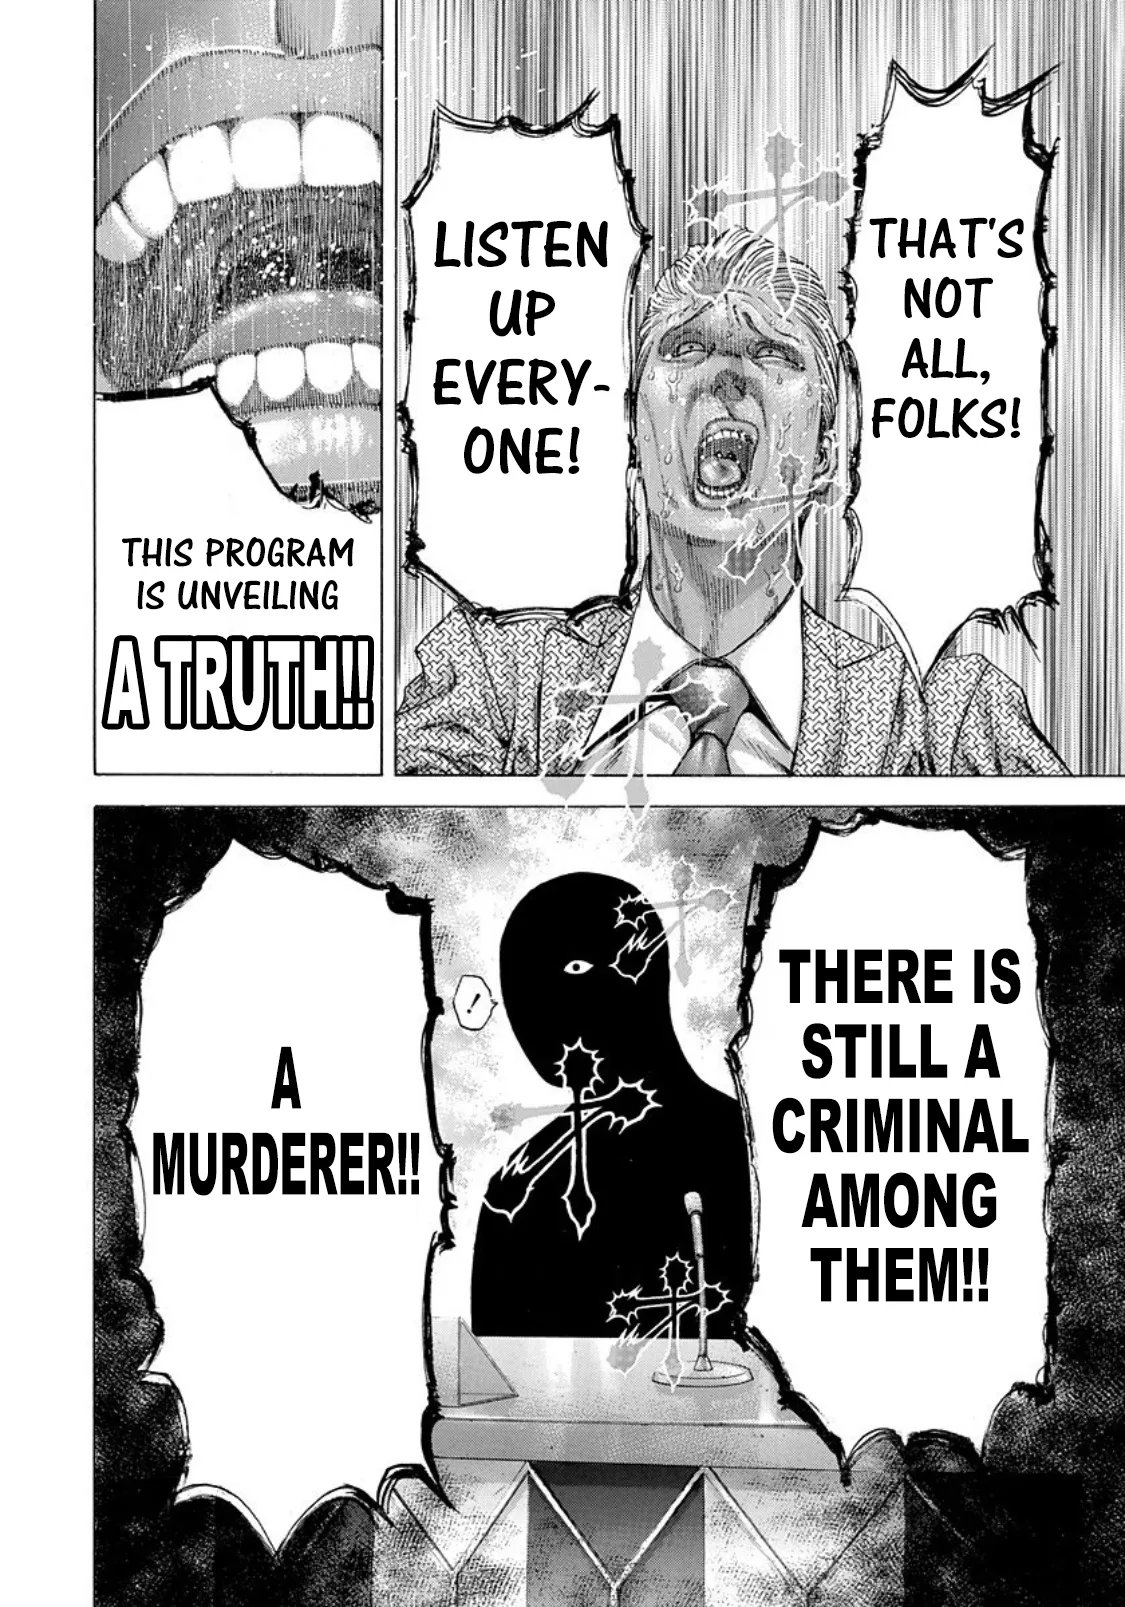 THAT'S
NOT
ALL,
FOLKS!
LISTEN
UP
EVERY-
ONE!
THIS PROGRAM
IS UNVEILING
A TRUTH!!
THERE IS
STILL A
CRIMINAL
AMONG
THEM!!
!
A
MURDERER!!